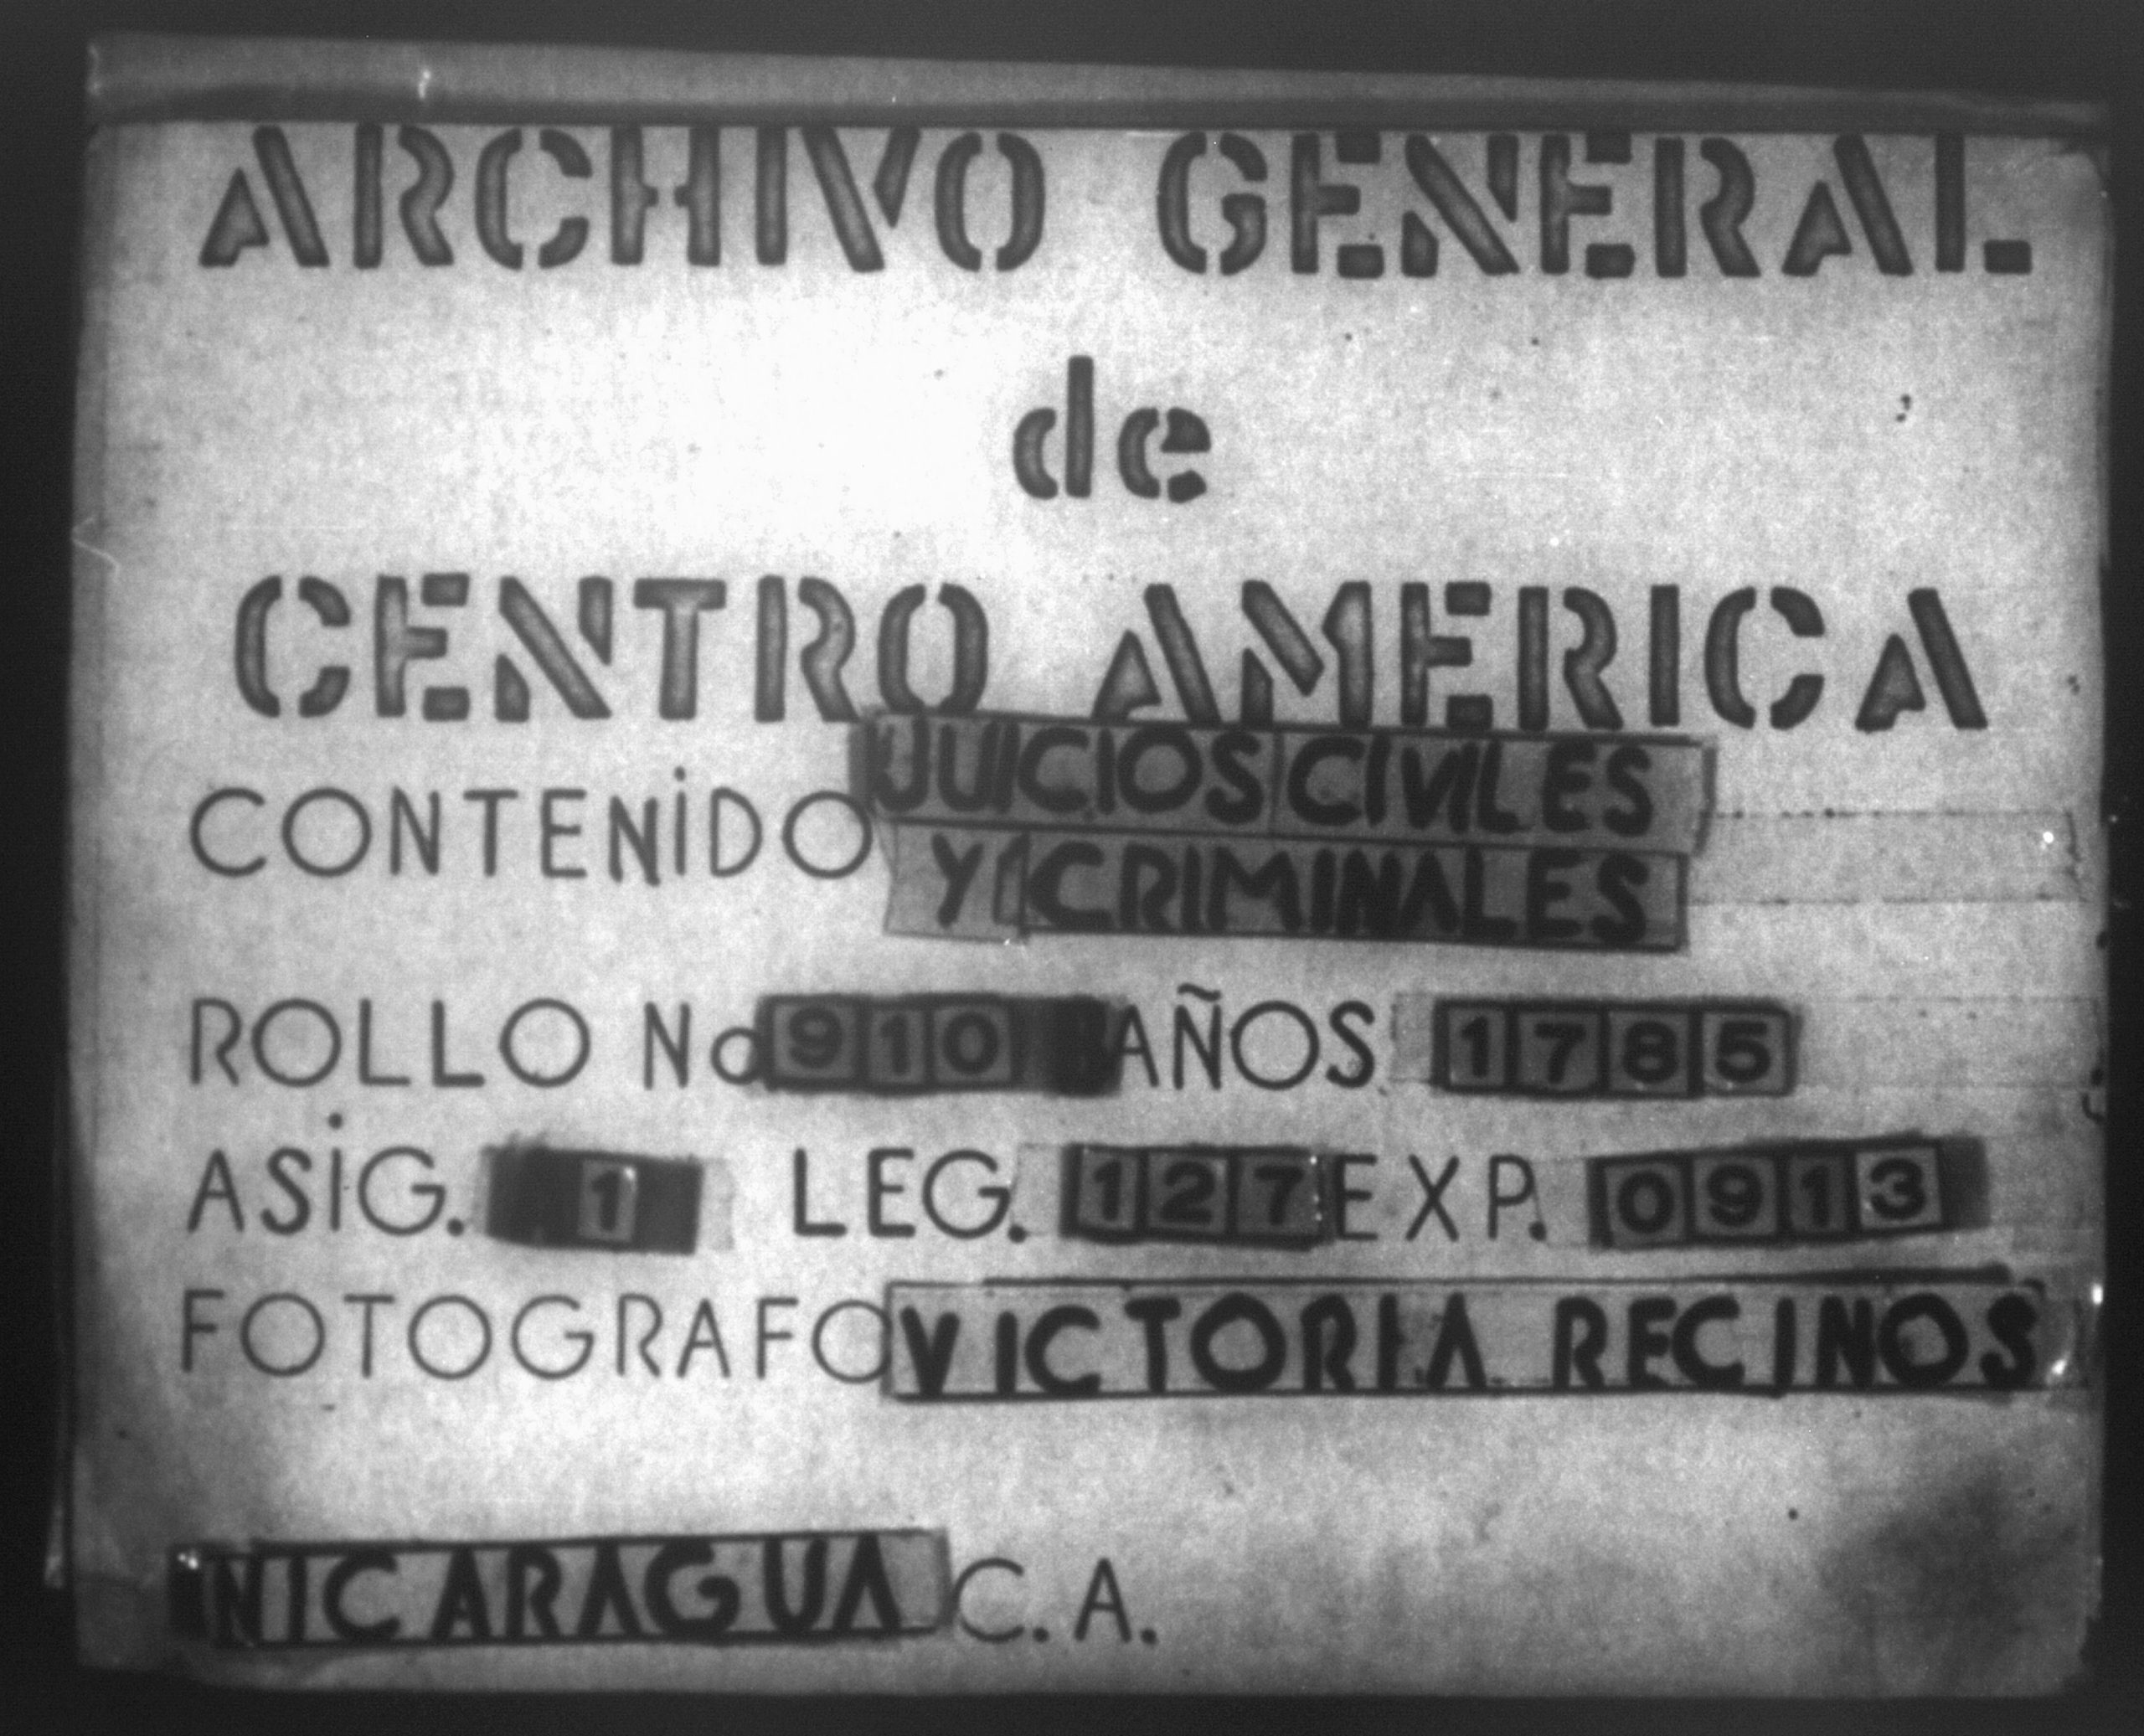 ARCHIVO GENERAL
de
CENTRO AMERICA
CONTENIDO JUICIOS CIVILES
Y CRIMINALES
ROLLO No 910 AÑOS 1785
ASIG. 1 LEG. 127 EXP. 0913
FOTOGRAFO VICTORIA RECINOS
NICARAGUA C.A.